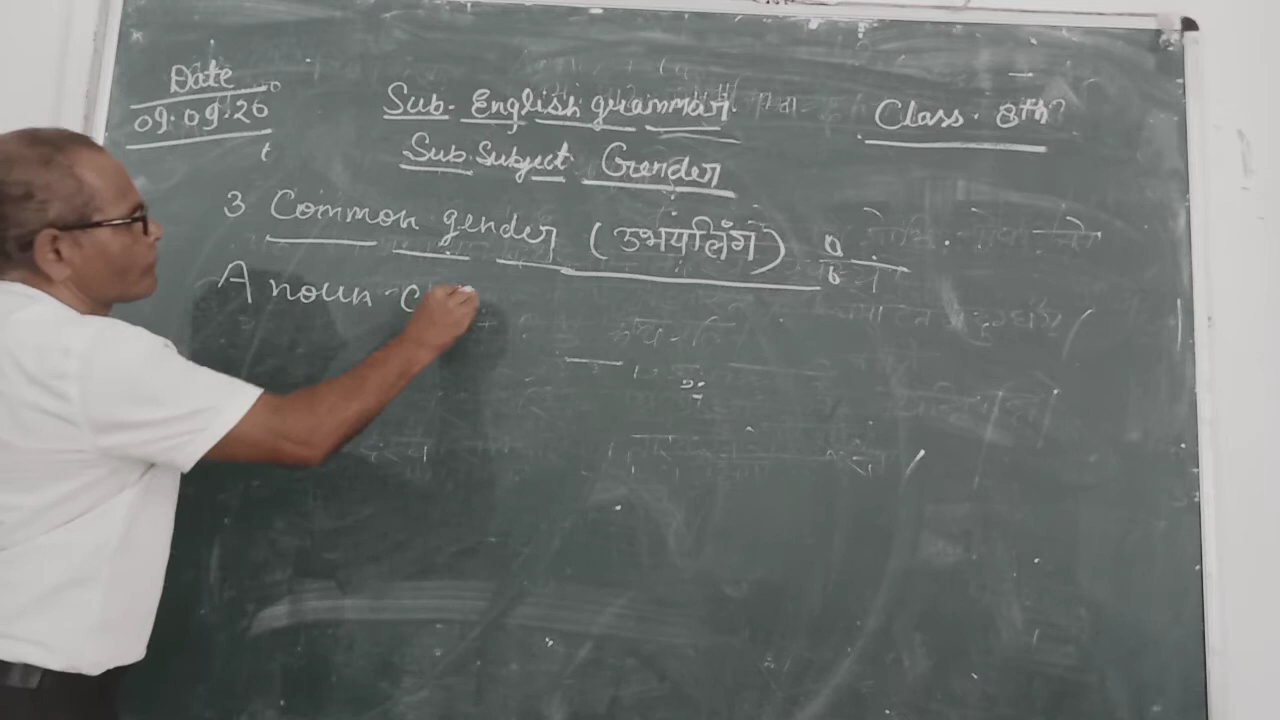 Date
09.09.20
Sub. English grammar.
Class. 8th
Sub. Subject Gender
3 Common gender (उभयलिंग)
A noun